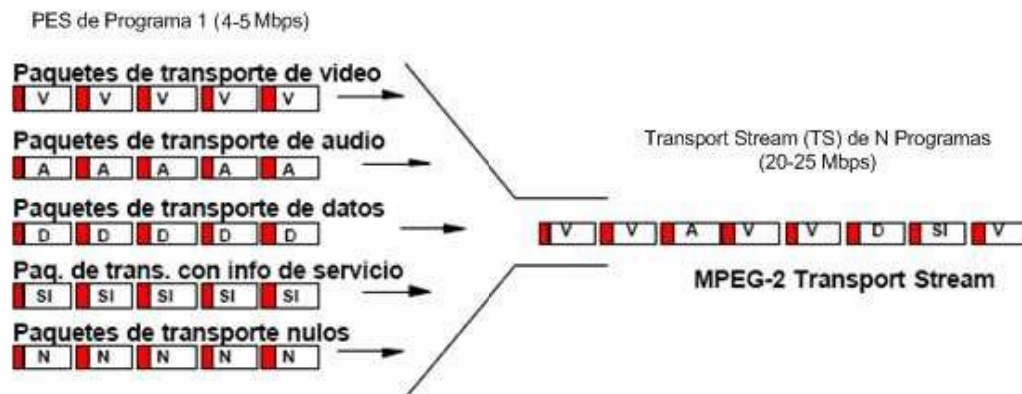 PES de Programa 1 (4-5 Mbps)
Paquetes de transporte de video
V V V V V
Paquetes de transporte de audio
A A A A A
Paquetes de transporte de datos
D D D D D
Paq. de trans. con info de servicio
SI SI SI SI SI
Paquetes de transporte nulos
N N N N N
Transport Stream (TS) de N Programas
(20-25 Mbps)
V V A V V D SI V
MPEG-2 Transport Stream